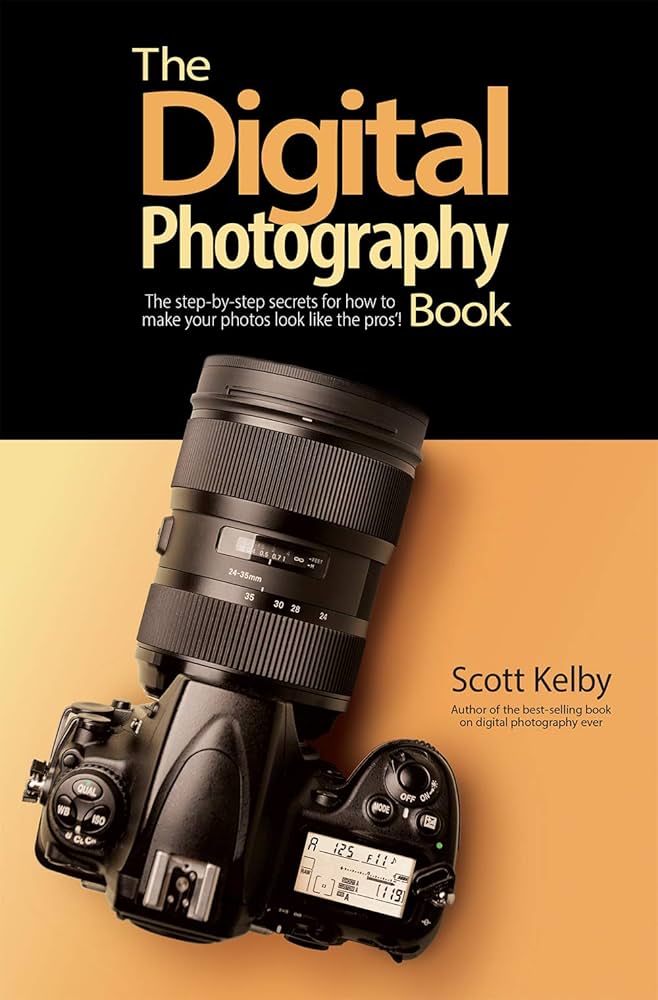 The
Digital
Photography
Book
The step-by-step secrets for how to
make your photos look like the pros'!
24-35mm
35 30 28 24
Scott Kelby
Author of the best-selling book
on digital photography ever
QUAL
WB
ISO
MODE
OFF
ON
A 125 F11
RAW
A
[119]